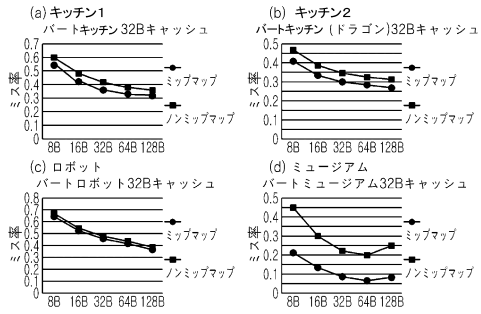 (a) キッチン1
バートキッチン32Bキャッシュ
0.7
0.6
0.5
0.4
0.3
0.2
0.1
0
ミス率
8B 16B 32B 64B 128B
ミップマップ
ノンミップマップ
(b) キッチン2
バートキッチン(ドラゴン)32Bキャッシュ
0.5
0.4
0.3
0.2
0.1
0
ミス率
8B 16B 32B 64B 128B
ミップマップ
ノンミップマップ
(c) ロボット
バートロボット32Bキャッシュ
0.8
0.7
0.6
0.5
0.4
0.3
0.2
0.1
0
ミス率
8B 16B 32B 64B 128B
ミップマップ
ノンミップマップ
(d) ミュージアム
バートミュージアム32Bキャッシュ
0.5
0.4
0.3
0.2
0.1
0
ミス率
8B 16B 32B 64B 128B
ミップマップ
ノンミップマップ